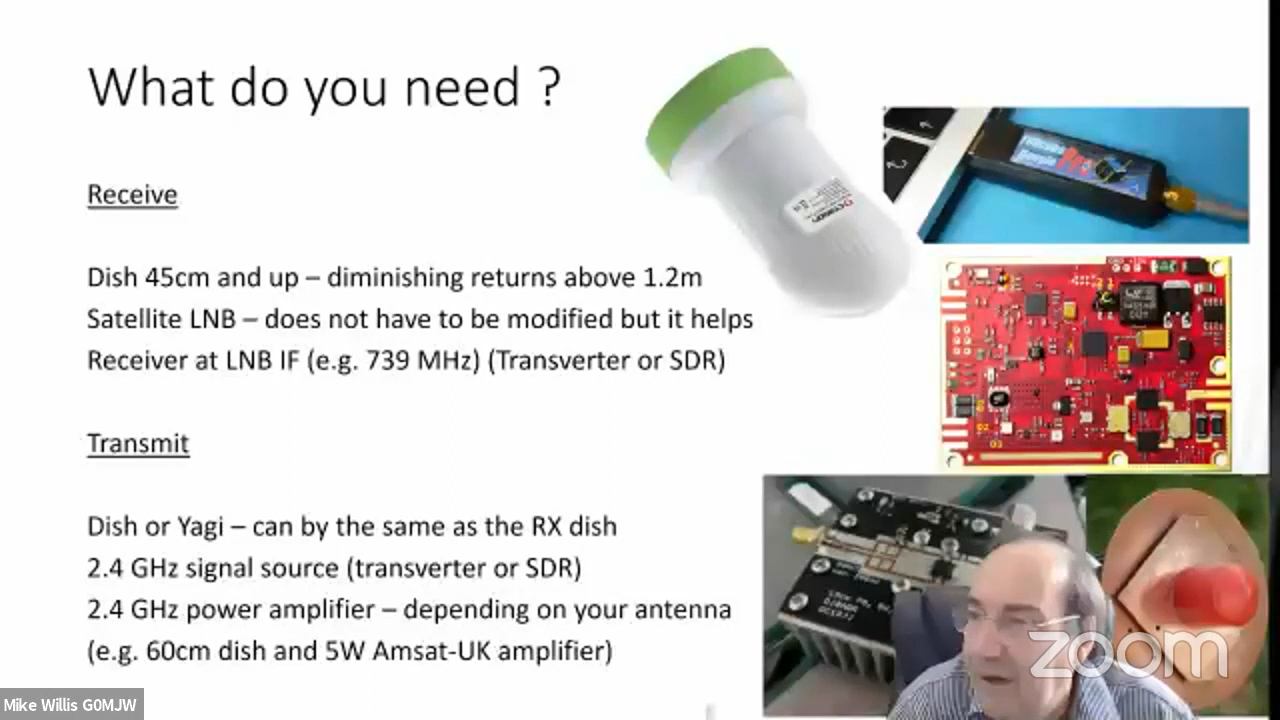 What do you need ?
Receive
Dish 45cm and up – diminishing returns above 1.2m
Satellite LNB – does not have to be modified but it helps
Receiver at LNB IF (e.g. 739 MHz) (Transverter or SDR)
Transmit
Dish or Yagi – can by the same as the RX dish
2.4 GHz signal source (transverter or SDR)
2.4 GHz power amplifier – depending on your antenna
(e.g. 60cm dish and 5W Amsat-UK amplifier)
zoom
Mike Willis G0MJW